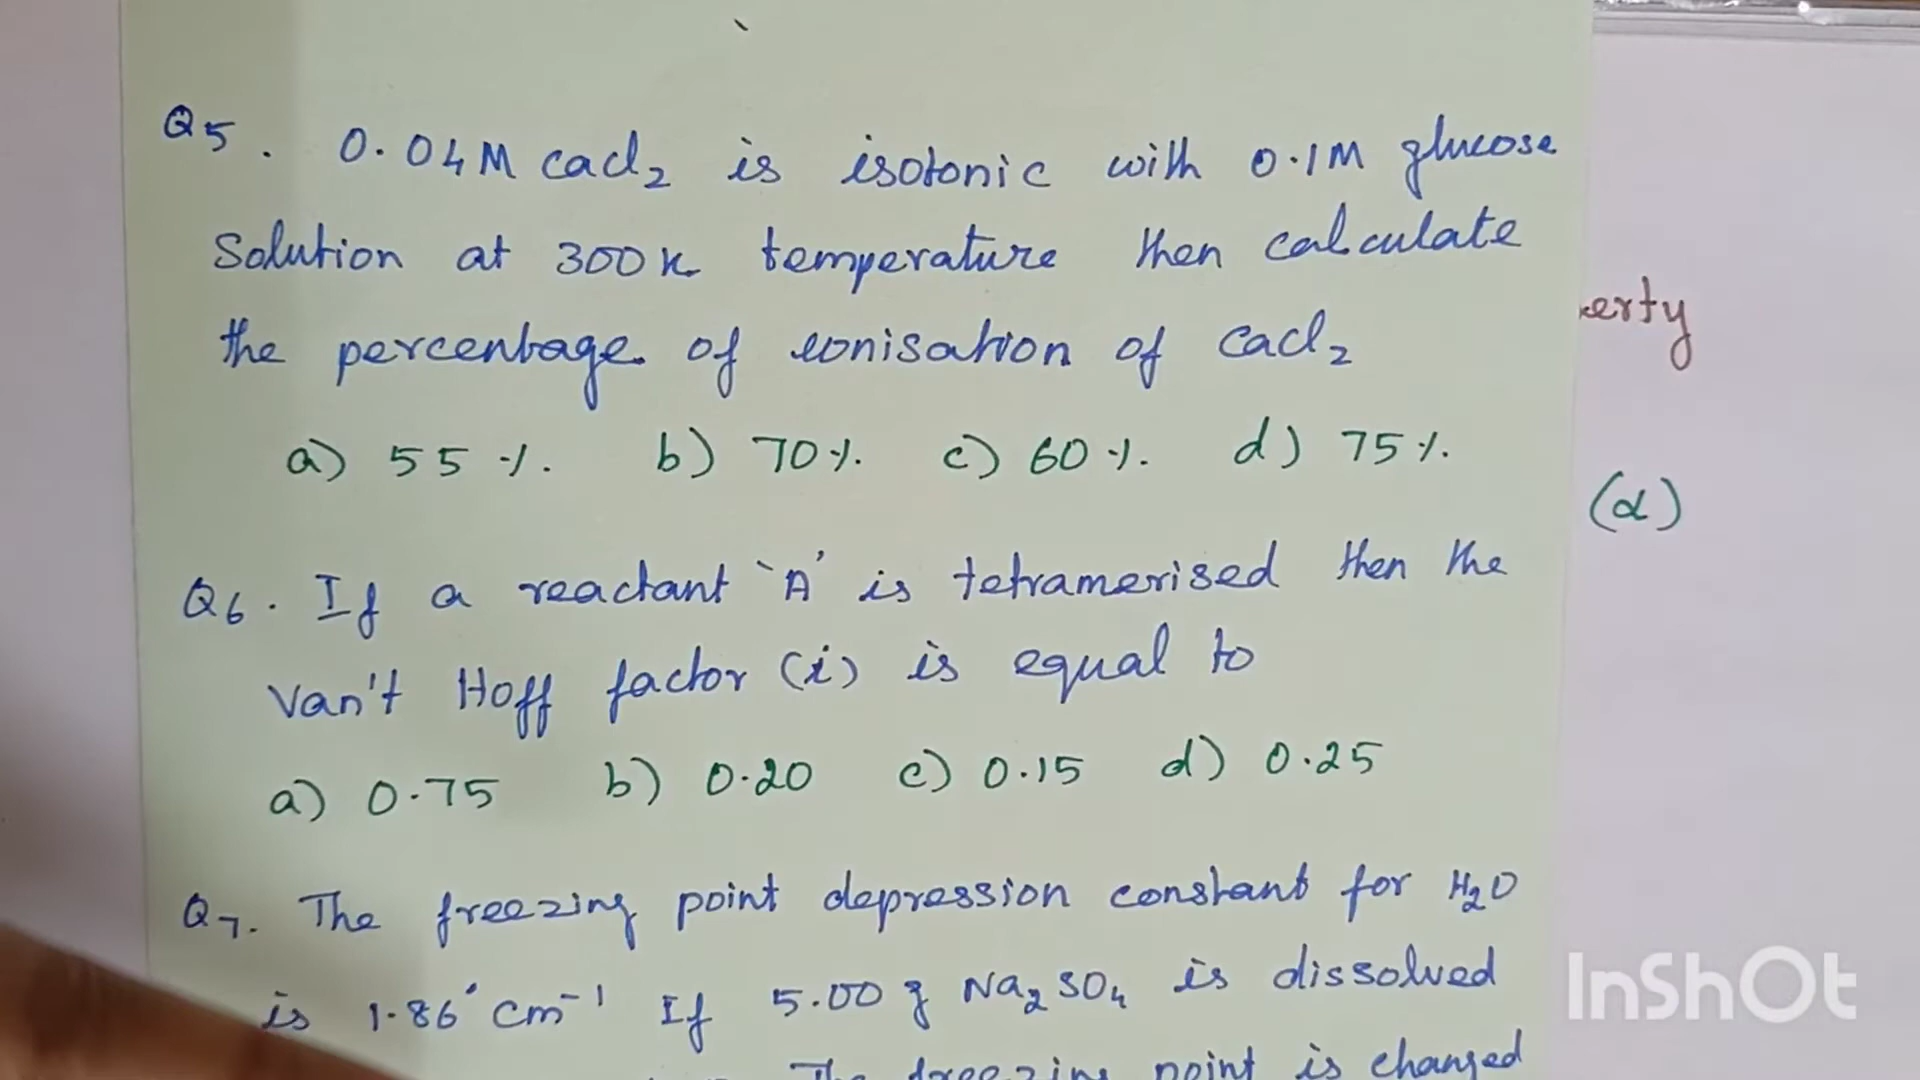 Q5. 0.04M cacl₂ is isotonic with 0.1M glucose
Solution at 300K temperature then calculate
the percentage of ionisation of cacl₂
a) 55%. b) 70%. c) 60%. d) 75%.
Q6. If a reactant 'A' is tetramerised then the
Van't Hoff factor (i) is equal to
a) 0.75 b) 0.20 c) 0.15 d) 0.25
Q7. The freezing point depression constant for H₂O
is 1.86° cm⁻¹ If 5.00 g Na₂SO₄ is dissolved
The freezing point is changed
erty
(α)
InShOt